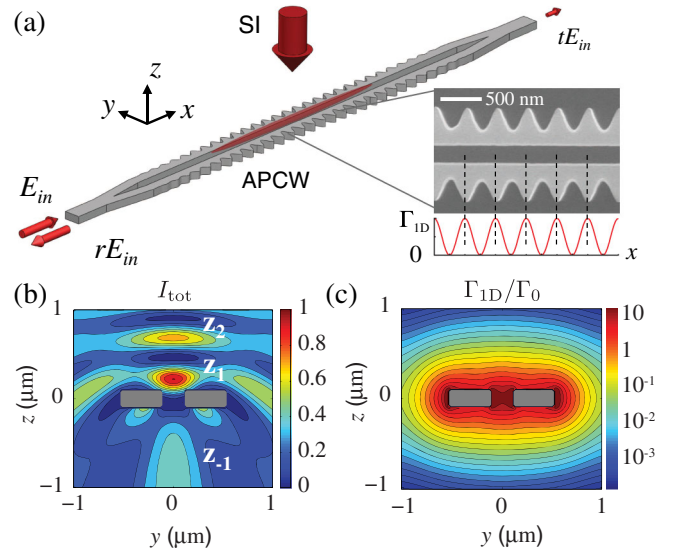 (a)
SI
tE_in
z
y
x
500 nm
APCW
E_in
rE_in
Γ_1D
0
x
(b)
I_tot
(c)
Γ_1D/Γ_0
1
z_2
z_1
z_-1
0
-1
z (μm)
-1
0
1
y (μm)
1
0.8
0.6
0.4
0.2
0
1
0
-1
z (μm)
-1
0
1
y (μm)
10
1
10^-1
10^-2
10^-3